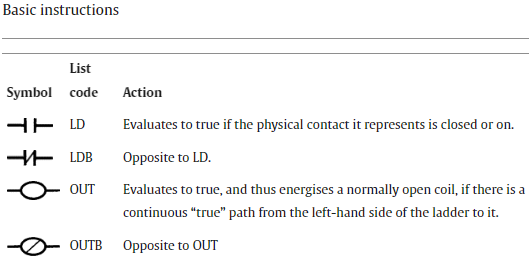 Basic instructions
List
Symbol code Action
LD Evaluates to true if the physical contact it represents is closed or on.
LDB Opposite to LD.
OUT Evaluates to true, and thus energises a normally open coil, if there is a
continuous “true” path from the left-hand side of the ladder to it.
OUTB Opposite to OUT